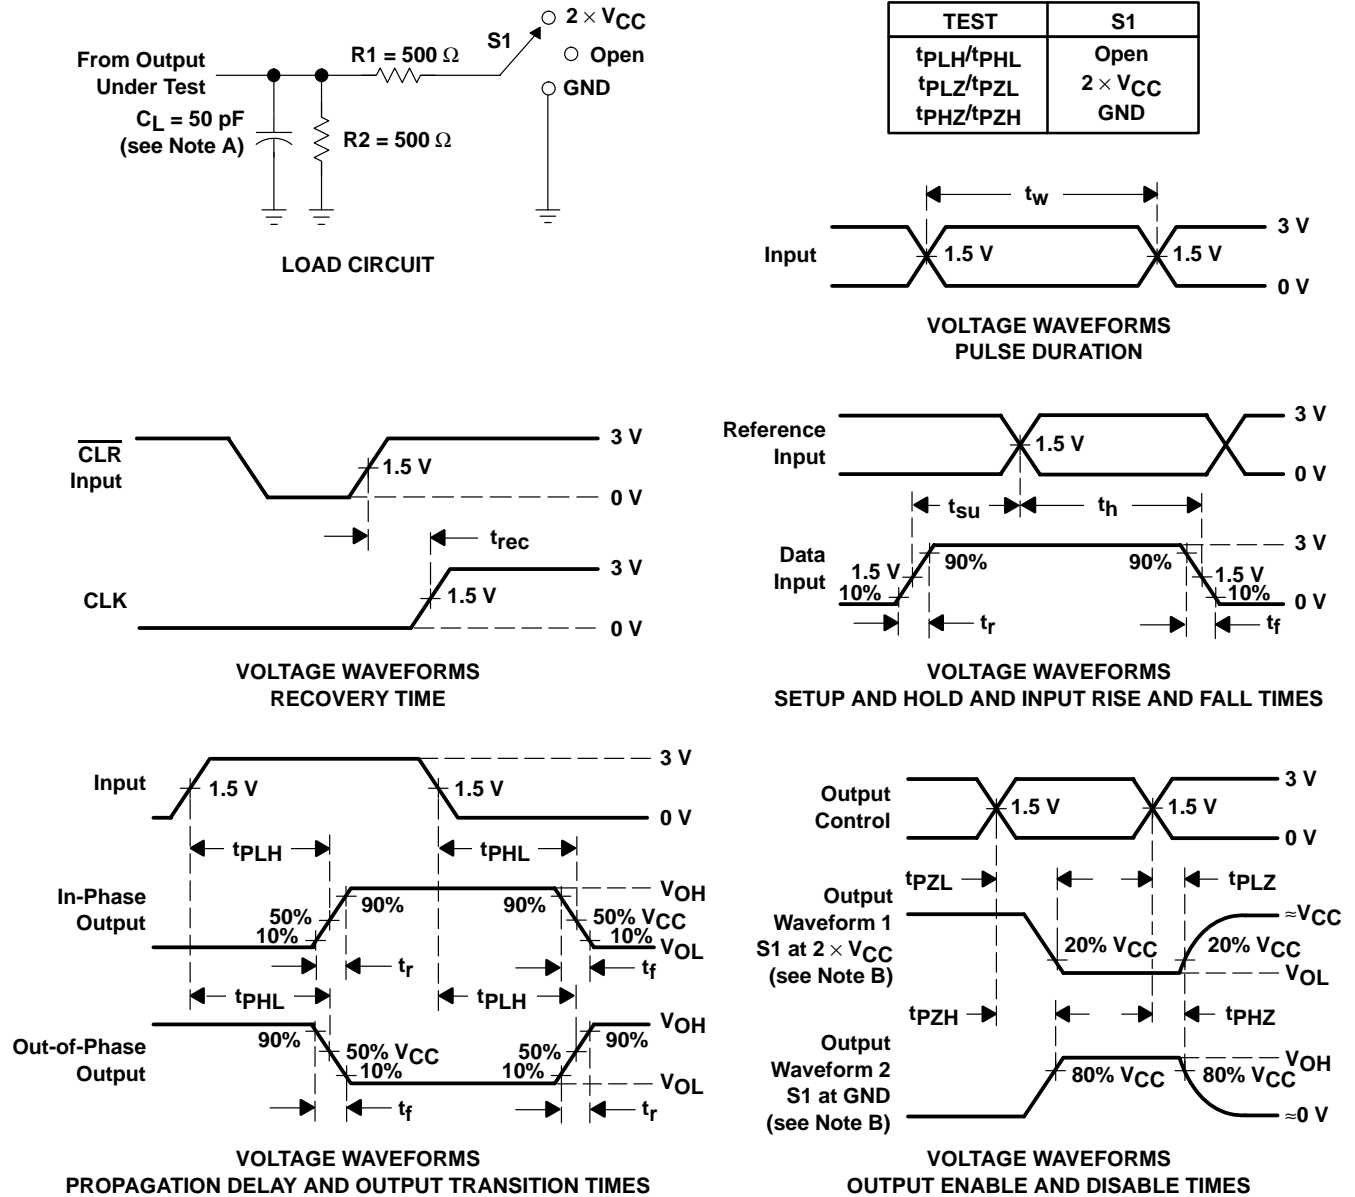 From Output
Under Test
CL = 50 pF
(see Note A)
R1 = 500 Ω
R2 = 500 Ω
S1
2 × VCC
Open
GND
LOAD CIRCUIT
TEST S1
tPLH/tPHL Open
tPLZ/tPZL 2 × VCC
tPHZ/tPZH GND
tw
Input
1.5 V
1.5 V
3 V
0 V
VOLTAGE WAVEFORMS
PULSE DURATION
CLR
Input
1.5 V
3 V
0 V
trec
CLK
1.5 V
3 V
0 V
VOLTAGE WAVEFORMS
RECOVERY TIME
Reference
Input
1.5 V
3 V
0 V
tsu
th
Data
Input
1.5 V
10%
90%
90%
1.5 V
10%
3 V
0 V
tr
tf
VOLTAGE WAVEFORMS
SETUP AND HOLD AND INPUT RISE AND FALL TIMES
Input
1.5 V
1.5 V
3 V
0 V
tPLH
tPHL
In-Phase
Output
50%
10%
90%
90%
50% VCC
10%
VOH
VOL
tr
tf
tPHL
tPLH
Out-of-Phase
Output
90%
50% VCC
10%
50%
10%
90%
VOH
VOL
tf
tr
VOLTAGE WAVEFORMS
PROPAGATION DELAY AND OUTPUT TRANSITION TIMES
Output
Control
1.5 V
1.5 V
3 V
0 V
tPZL
tPLZ
Output
Waveform 1
S1 at 2 × VCC
(see Note B)
20% VCC
20% VCC
≈VCC
VOL
tPZH
tPHZ
Output
Waveform 2
S1 at GND
(see Note B)
80% VCC
80% VCC
VOH
≈0 V
VOLTAGE WAVEFORMS
OUTPUT ENABLE AND DISABLE TIMES